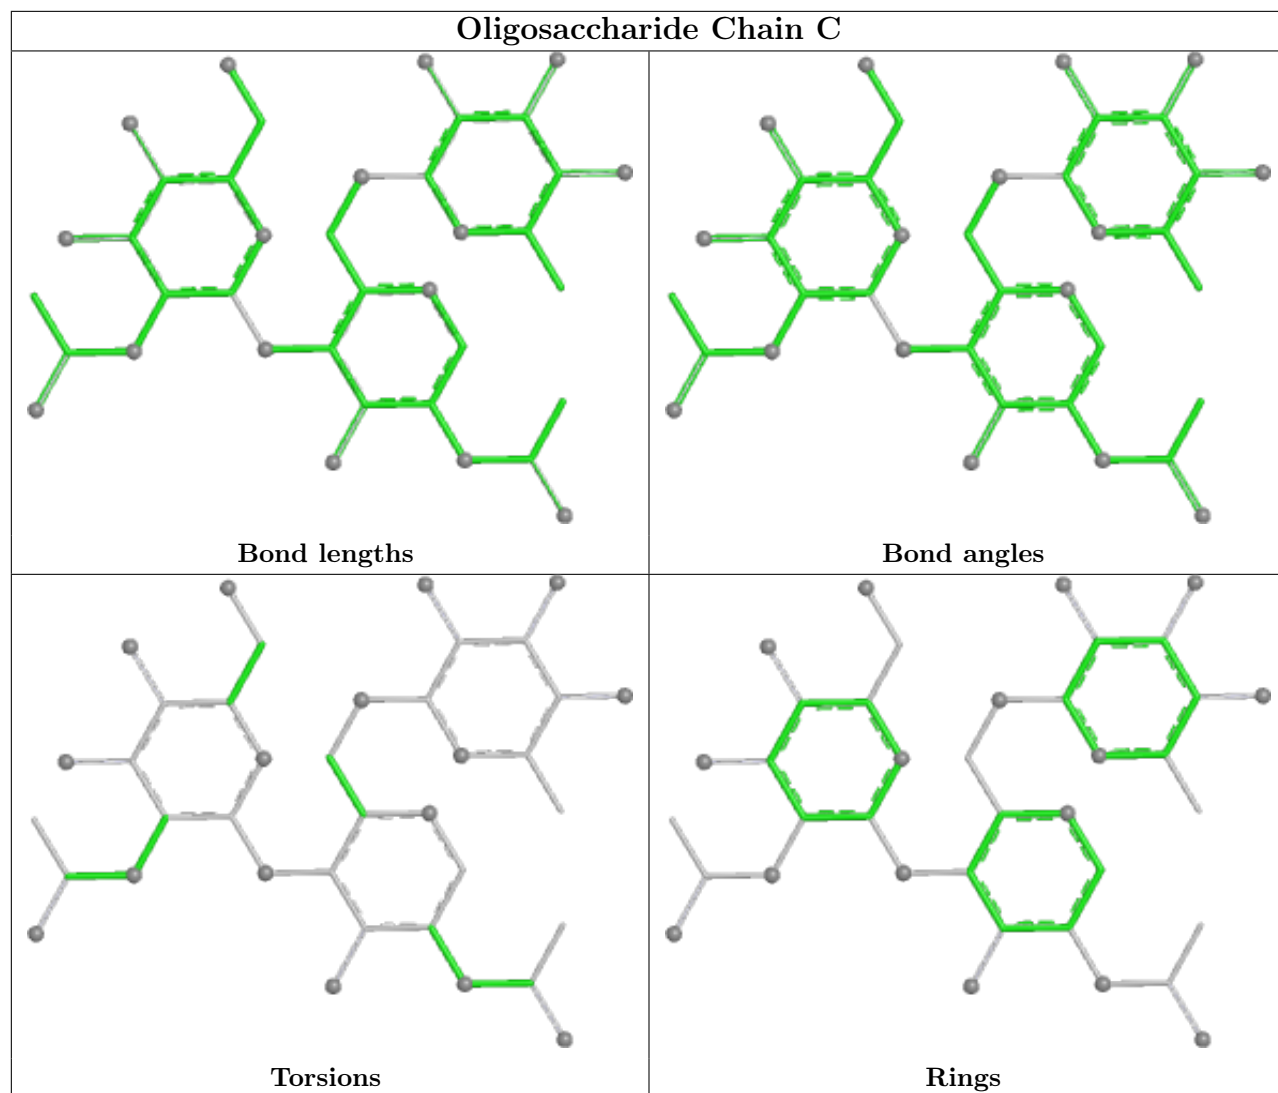 Oligosaccharide Chain C
Bond lengths
Bond angles
Torsions
Rings